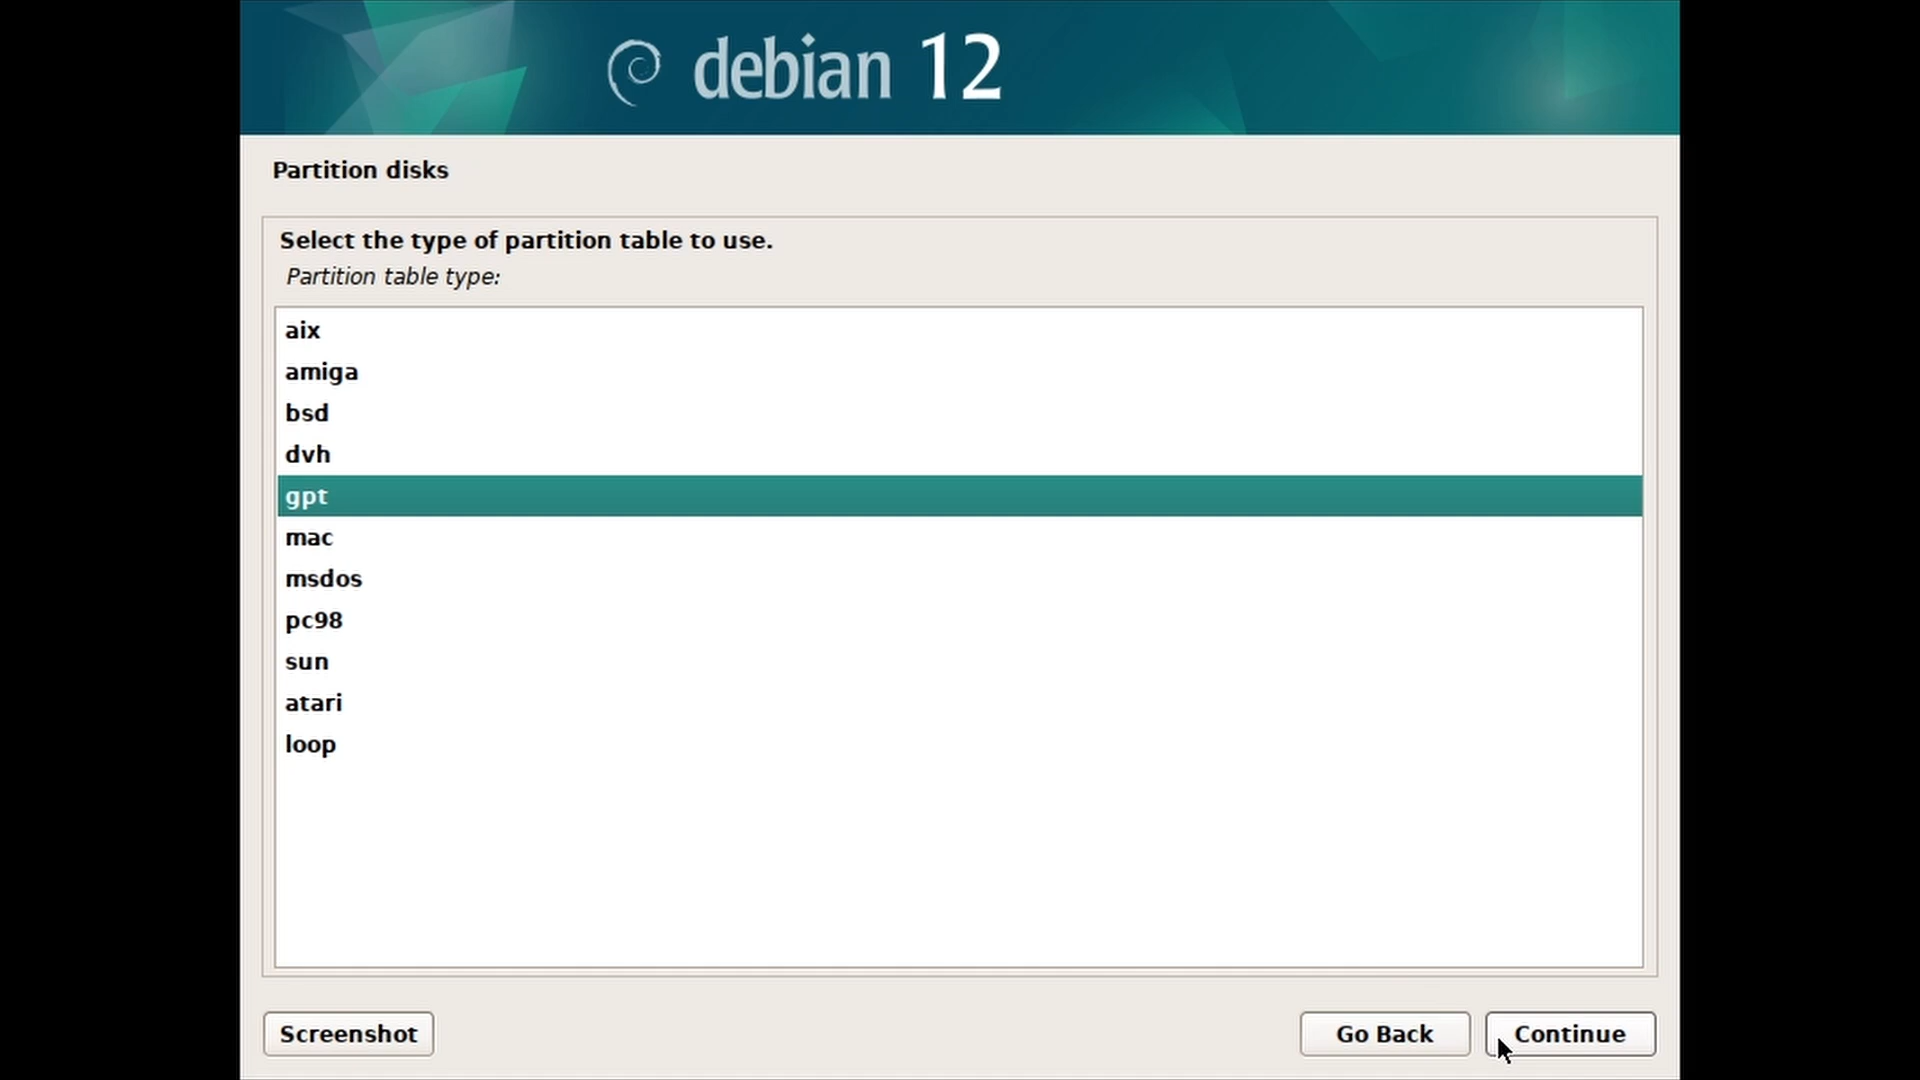 debian 12
Partition disks
Select the type of partition table to use.
Partition table type:
aix
amiga
bsd
dvh
gpt
mac
msdos
pc98
sun
atari
loop
Screenshot
Go Back
Continue